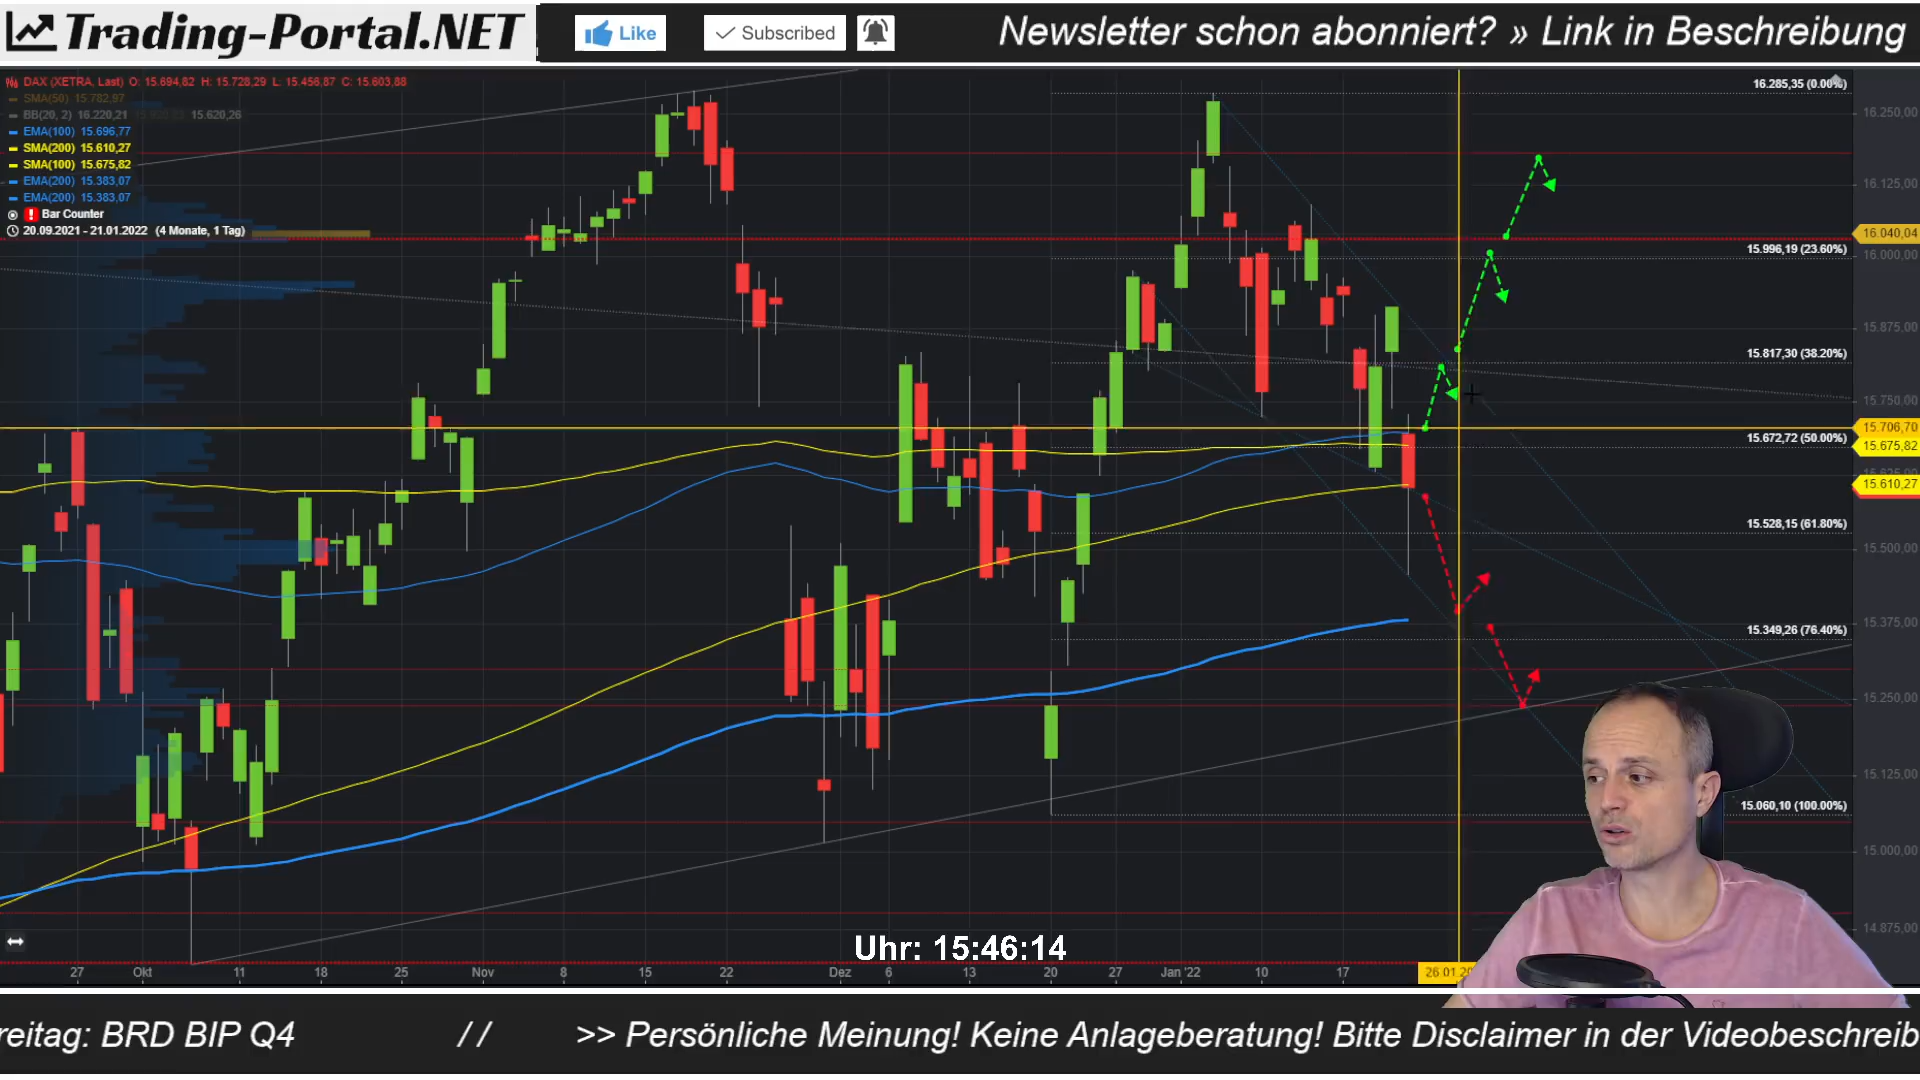 Trading-Portal.NET
Like
Subscribed
Newsletter schon abonniert? » Link in Beschreibung
DAX (XETRA, Last) O: 15.694,82 H: 15.728,29 L: 15.456,87 C: 15.603,88
SMA(50) 15.782,97
BB(20, 2) 16.220,21 15.620,26
EMA(100) 15.696,77
SMA(200) 15.610,27
SMA(100) 15.675,82
EMA(200) 15.383,07
EMA(200) 15.383,07
Bar Counter
20.09.2021 - 21.01.2022 (4 Monate, 1 Tag)
16.285,35 (0.00%)
15.996,19 (23.60%)
15.817,30 (38.20%)
15.672,72 (50.00%)
15.528,15 (61.80%)
15.349,26 (76.40%)
15.060,10 (100.00%)
16.250,00
16.125,00
16.040,04
16.000,00
15.875,00
15.750,00
15.706,70
15.675,82
15.610,27
15.500,00
15.375,00
15.250,00
15.125,00
15.000,00
14.875,00
Uhr: 15:46:14
27 Okt 11 18 25 Nov 8 15 22 Dez 6 13 20 27 Jan '22 10 17 26.01.20
reitag: BRD BIP Q4 // >> Persönliche Meinung! Keine Anlageberatung! Bitte Disclaimer in der Videobeschreib